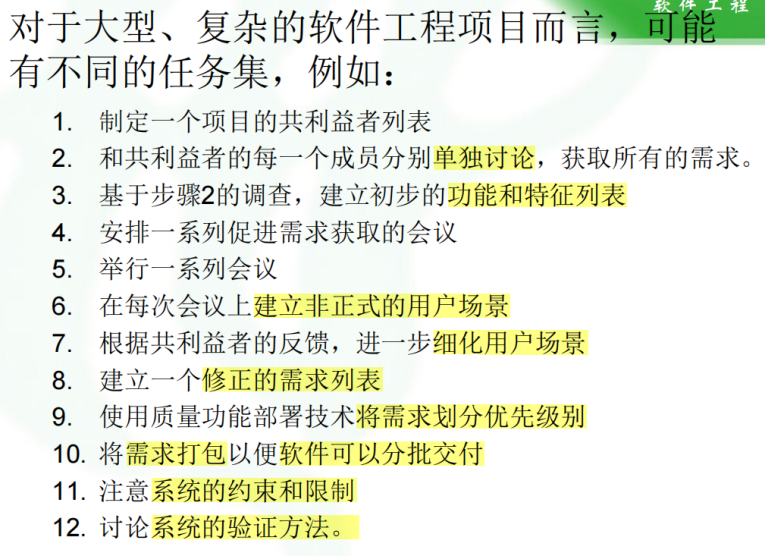 软件工程
对于大型、复杂的软件工程项目而言，可能
有不同的任务集，例如：
1. 制定一个项目的共利益者列表
2. 和共利益者的每一个成员分别单独讨论，获取所有的需求。
3. 基于步骤2的调查，建立初步的功能和特征列表
4. 安排一系列促进需求获取的会议
5. 举行一系列会议
6. 在每次会议上建立非正式的用户场景
7. 根据共利益者的反馈，进一步细化用户场景
8. 建立一个修正的需求列表
9. 使用质量功能部署技术将需求划分优先级别
10. 将需求打包以便软件可以分批交付
11. 注意系统的约束和限制
12. 讨论系统的验证方法。